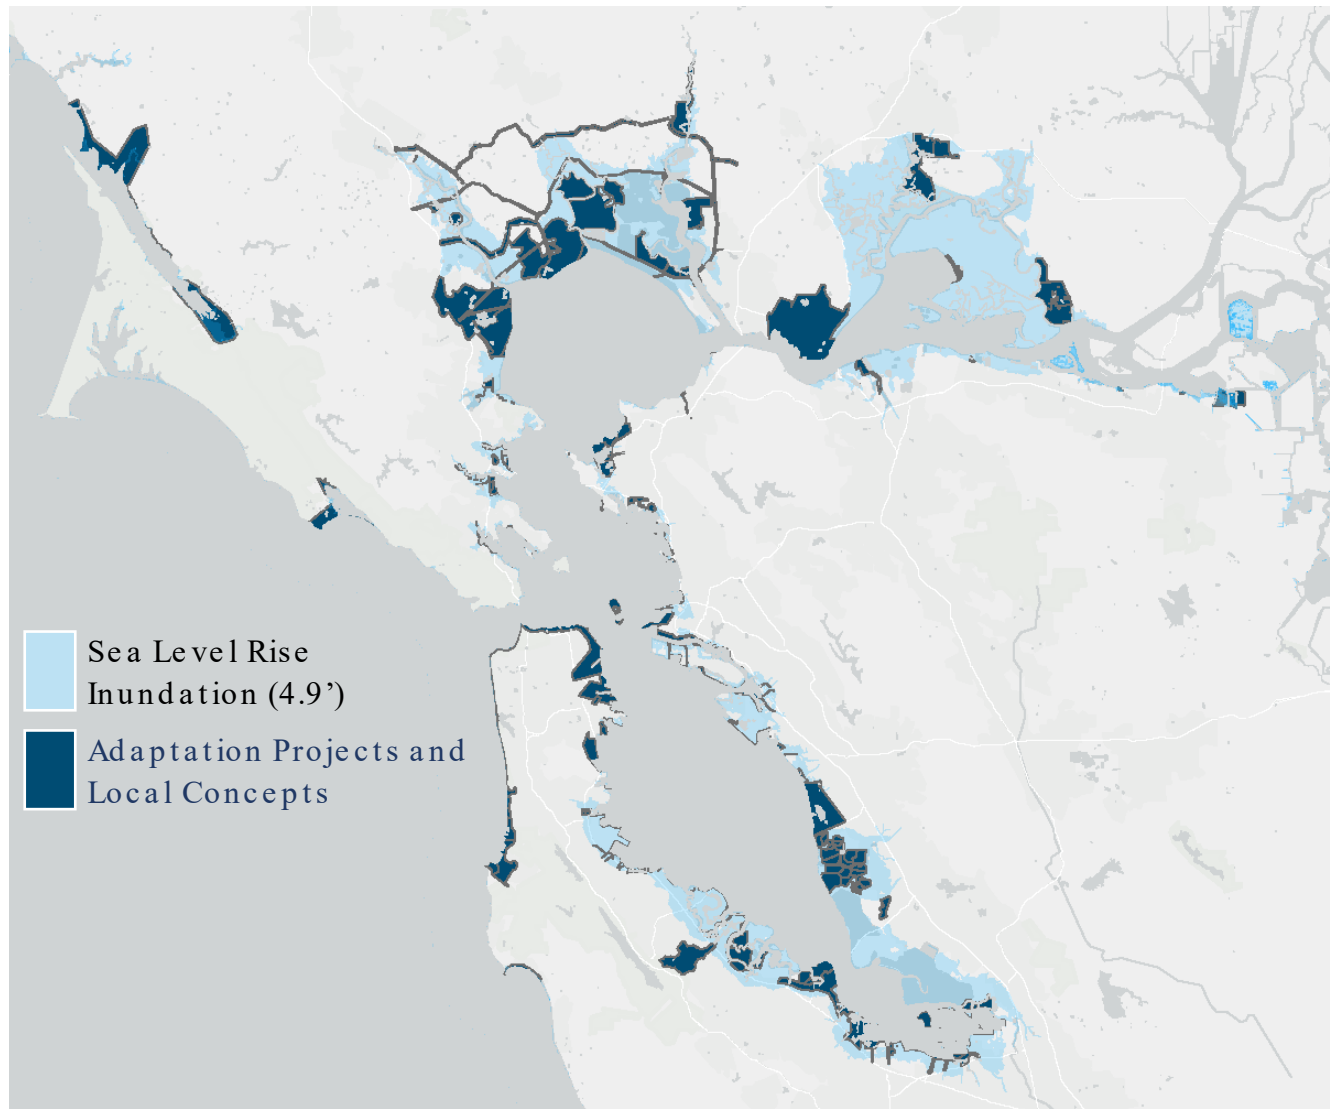 Sea Level Rise
Inundation (4.9’)
Adaptation Projects and
Local Concepts